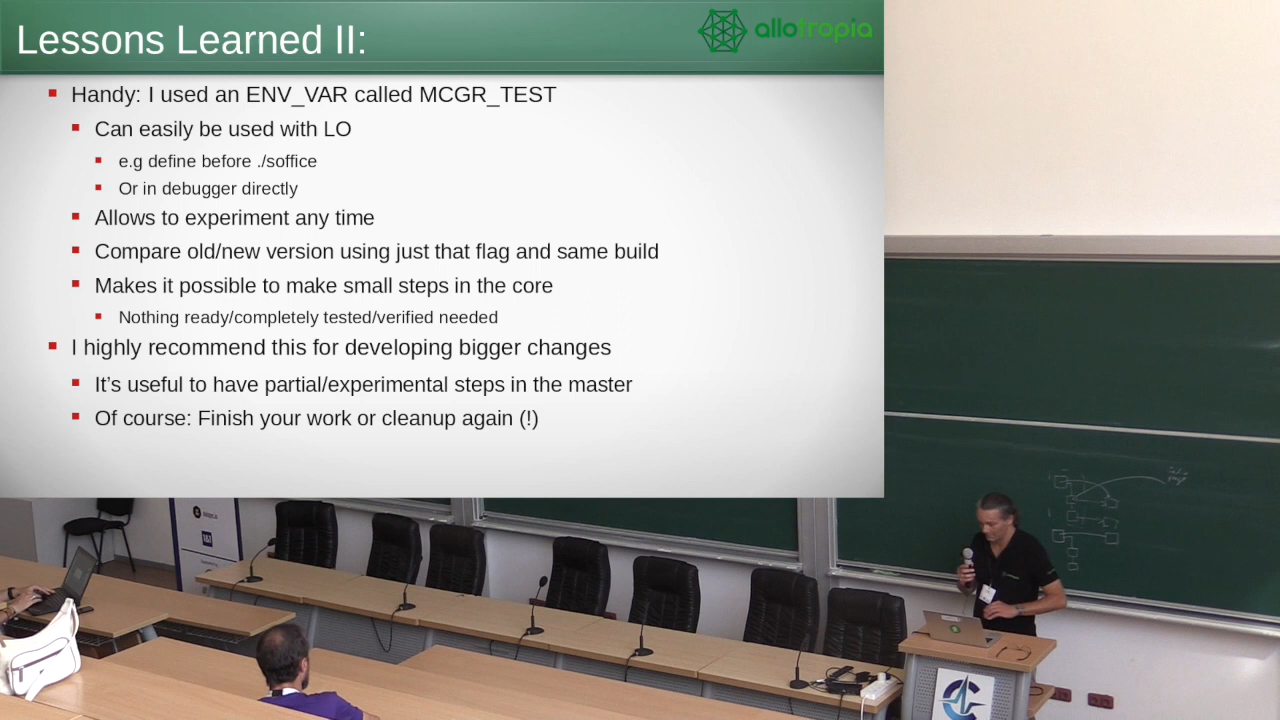 Lessons Learned II:
allotropia
Handy: I used an ENV_VAR called MCGR_TEST
Can easily be used with LO
e.g define before ./soffice
Or in debugger directly
Allows to experiment any time
Compare old/new version using just that flag and same build
Makes it possible to make small steps in the core
Nothing ready/completely tested/verified needed
I highly recommend this for developing bigger changes
It's useful to have partial/experimental steps in the master
Of course: Finish your work or cleanup again (!)